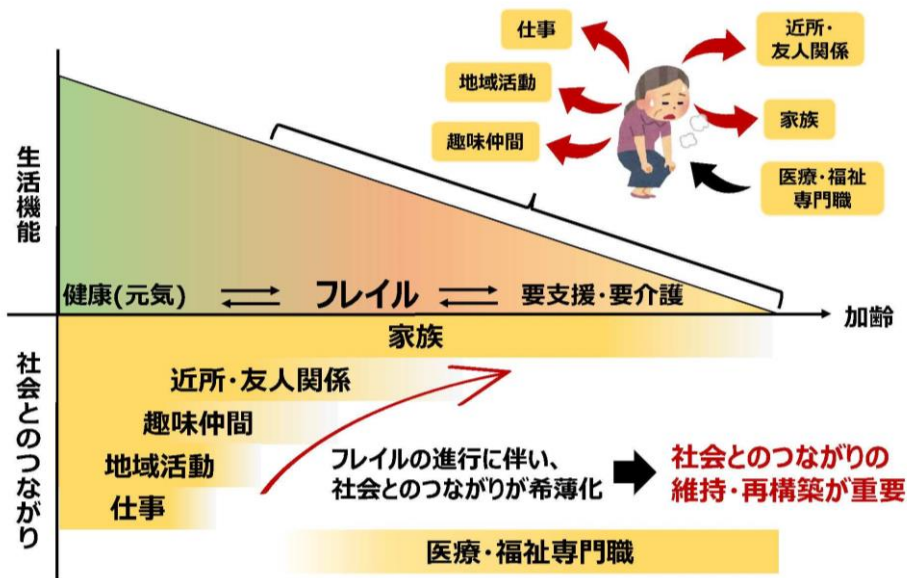 仕事
近所・
友人関係
地域活動
家族
趣味仲間
医療・福祉
専門職
生活機能
健康(元気)
フレイル
要支援・要介護
加齢
社会とのつながり
家族
近所・友人関係
趣味仲間
地域活動
仕事
フレイルの進行に伴い、
社会とのつながりが希薄化
社会とのつながりの
維持・再構築が重要
医療・福祉専門職